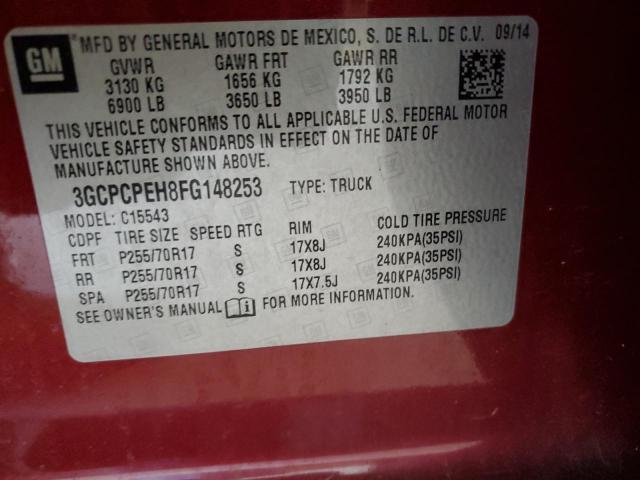 GM MFD BY GENERAL MOTORS DE MEXICO, S. DE R.L. DE C.V. 09/14
GVWR GAWR FRT GAWR RR
3130 KG 1656 KG 1792 KG
6900 LB 3650 LB 3950 LB
THIS VEHICLE CONFORMS TO ALL APPLICABLE U.S. FEDERAL MOTOR
VEHICLE SAFETY STANDARDS IN EFFECT ON THE DATE OF
MANUFACTURE SHOWN ABOVE.
3GCPCPEH8FG148253 TYPE: TRUCK
MODEL: C15543
CDPF TIRE SIZE SPEED RTG RIM COLD TIRE PRESSURE
FRT P255/70R17 S 17X8J 240KPA(35PSI)
RR P255/70R17 S 17X8J 240KPA(35PSI)
SPA P255/70R17 S 17X7.5J 240KPA(35PSI)
SEE OWNER'S MANUAL FOR MORE INFORMATION.